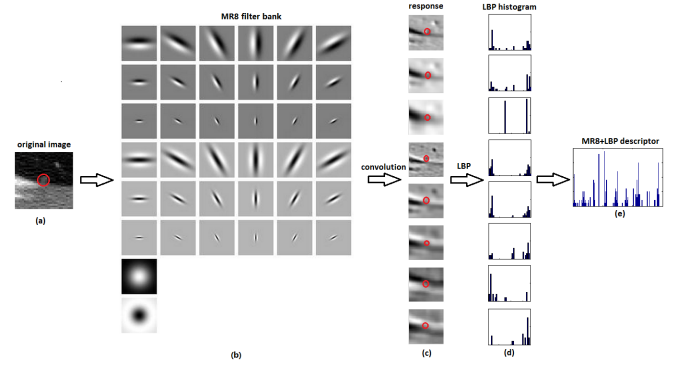 MR8 filter bank
response
LBP histogram
original image
convolution
LBP
MR8+LBP descriptor
(a)
(b)
(c)
(d)
(e)